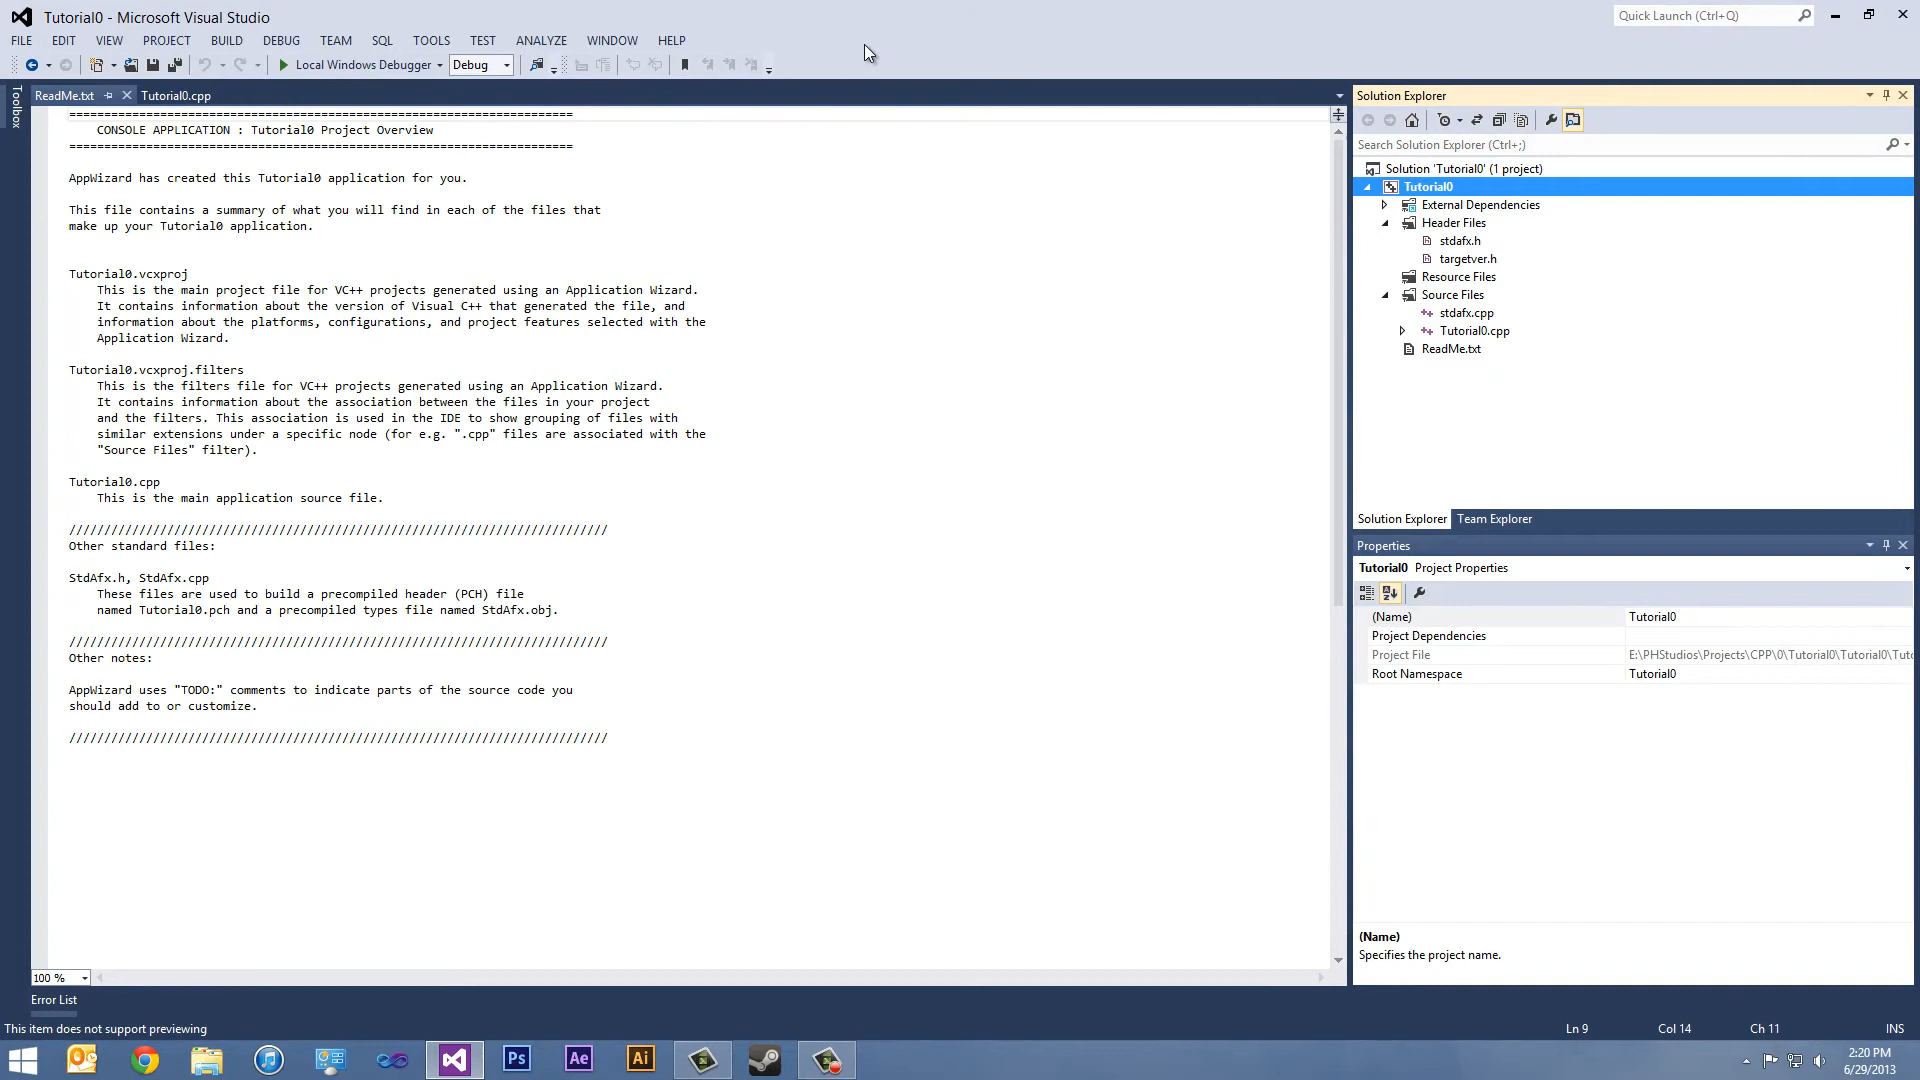 Tutorial0 - Microsoft Visual Studio
Quick Launch (Ctrl+Q)
FILE EDIT VIEW PROJECT BUILD DEBUG TEAM SQL TOOLS TEST ANALYZE WINDOW HELP
Local Windows Debugger Debug
Toolbox
ReadMe.txt Tutorial0.cpp
========================================================================
CONSOLE APPLICATION : Tutorial0 Project Overview
========================================================================
AppWizard has created this Tutorial0 application for you.
This file contains a summary of what you will find in each of the files that
make up your Tutorial0 application.
Tutorial0.vcxproj
This is the main project file for VC++ projects generated using an Application Wizard.
It contains information about the version of Visual C++ that generated the file, and
information about the platforms, configurations, and project features selected with the
Application Wizard.
Tutorial0.vcxproj.filters
This is the filters file for VC++ projects generated using an Application Wizard.
It contains information about the association between the files in your project
and the filters. This association is used in the IDE to show grouping of files with
similar extensions under a specific node (for e.g. ".cpp" files are associated with the
"Source Files" filter).
Tutorial0.cpp
This is the main application source file.
/////////////////////////////////////////////////////////////////////////////
Other standard files:
StdAfx.h, StdAfx.cpp
These files are used to build a precompiled header (PCH) file
named Tutorial0.pch and a precompiled types file named StdAfx.obj.
/////////////////////////////////////////////////////////////////////////////
Other notes:
AppWizard uses "TODO:" comments to indicate parts of the source code you
should add to or customize.
/////////////////////////////////////////////////////////////////////////////
100 %
Error List
Solution Explorer
Search Solution Explorer (Ctrl+;)
Solution 'Tutorial0' (1 project)
Tutorial0
External Dependencies
Header Files
stdafx.h
targetver.h
Resource Files
Source Files
stdafx.cpp
Tutorial0.cpp
ReadMe.txt
Solution Explorer Team Explorer
Properties
Tutorial0 Project Properties
(Name) Tutorial0
Project Dependencies
Project File E:\PHStudios\Projects\CPP\0\Tutorial0\Tutorial0\Tuto
Root Namespace Tutorial0
(Name)
Specifies the project name.
This item does not support previewing Ln 9 Col 14 Ch 11 INS
Ps Ae Ai
2:20 PM
6/29/2013